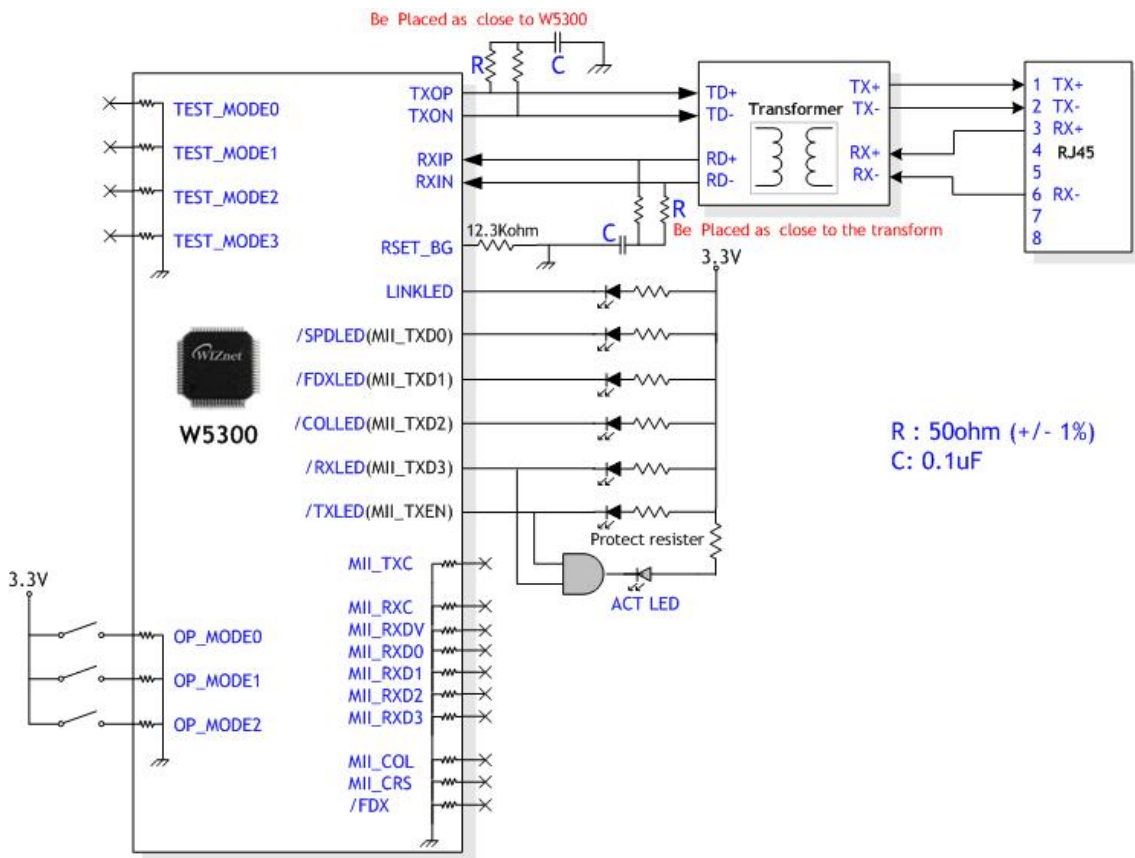 Be Placed as close to W5300
R
C
TXOP
TXON
RXIP
RXIN
RSET_BG
12.3Kohm
C
R
Be Placed as close to the transform
TD+
TD-
RD+
RD-
Transformer
TX+
TX-
RX+
RX-
1 TX+
2 TX-
3 RX+
4
RJ45
5
6 RX-
7
8
TEST_MODE0
TEST_MODE1
TEST_MODE2
TEST_MODE3
3.3V
LINKLED
/SPDLED(MII_TXD0)
/FDXLED(MII_TXD1)
/COLLED(MII_TXD2)
/RXLED(MII_TXD3)
/TXLED(MII_TXEN)
WIZnet
W5300
R : 50ohm (+/- 1%)
C: 0.1uF
Protect resister
ACT LED
MII_TXC
MII_RXC
MII_RXDV
MII_RXD0
MII_RXD1
MII_RXD2
MII_RXD3
MII_COL
MII_CRS
/FDX
3.3V
OP_MODE0
OP_MODE1
OP_MODE2